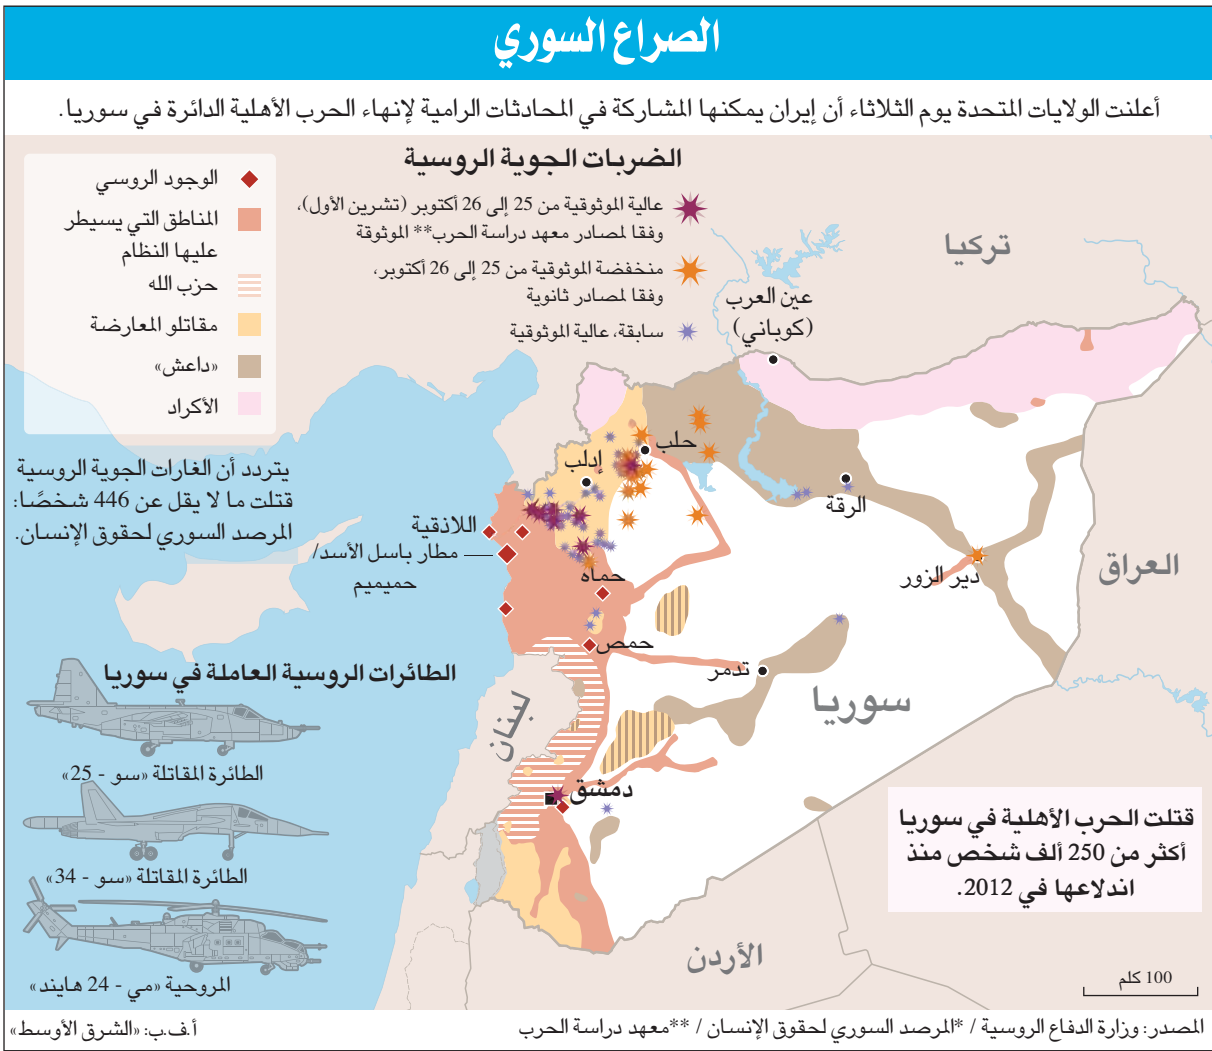 الصراع السوري
أعلنت الولايات المتحدة يوم الثلاثاء أن إيران يمكنها المشاركة في المحادثات الرامية لإنهاء الحرب الأهلية الدائرة في سوريا.
الضربات الجوية الروسية
عالية الموثوقية من 25 إلى 26 أكتوبر (تشرين الأول)،
وفقا لمصادر معهد دراسة الحرب** الموثوقة
منخفضة الموثوقية من 25 إلى 26 أكتوبر،
وفقا لمصادر ثانوية
سابقة، عالية الموثوقية
الوجود الروسي
المناطق التي يسيطر
عليها النظام
حزب الله
مقاتلو المعارضة
«داعش»
الأكراد
يتردد أن الغارات الجوية الروسية
قتلت ما لا يقل عن 446 شخصًا:
المرصد السوري لحقوق الإنسان.
تركيا
عين العرب
(كوباني)
حلب
إدلب
الرقة
اللاذقية
مطار باسل الأسد/
حميميم
حماه
دير الزور
العراق
حمص
تدمر
سوريا
لبنان
دمشق
الأردن
الطائرات الروسية العاملة في سوريا
الطائرة المقاتلة «سو - 25»
الطائرة المقاتلة «سو - 34»
المروحية «مي - 24 هايند»
قتلت الحرب الأهلية في سوريا
أكثر من 250 ألف شخص منذ
اندلاعها في 2012.
100 كلم
المصدر: وزارة الدفاع الروسية / *المرصد السوري لحقوق الإنسان / **معهد دراسة الحرب
أ.ف.ب: «الشرق الأوسط»